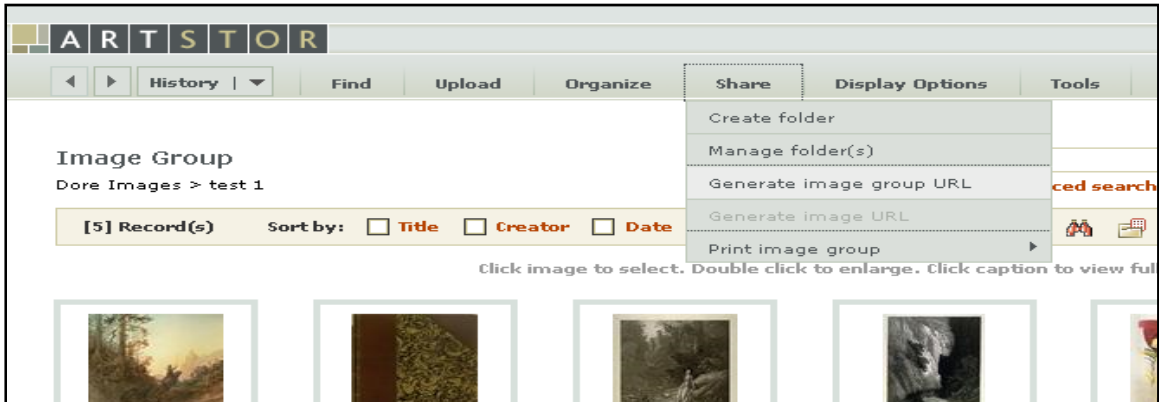 ARTSTOR
History | Find Upload Organize Share Display Options Tools
Create folder
Manage folder(s)
Generate image group URL
Generate image URL
Print image group
Image Group
Dore Images > test 1
ced search
[5] Record(s) Sort by: Title Creator Date
Click image to select. Double click to enlarge. Click caption to view full